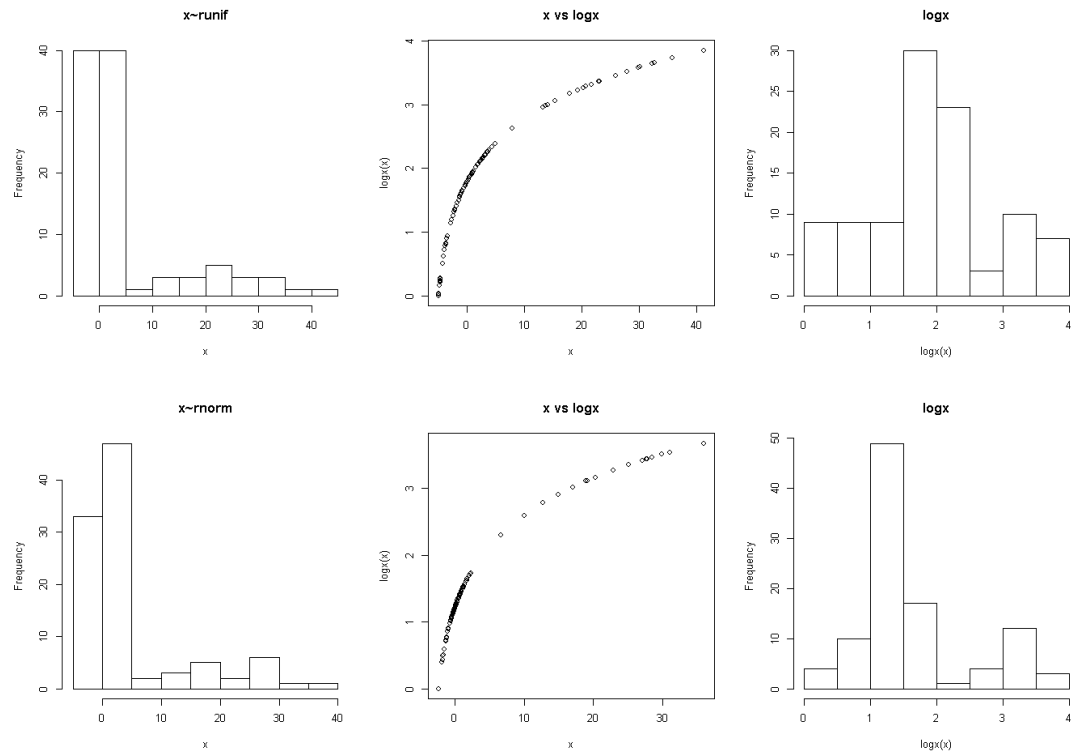 x~runif
x vs logx
logx
Frequency
0 10 20 30 40
0 10 20 30 40
x
logx(x)
0 1 2 3 4
0 10 20 30 40
x
Frequency
0 5 10 15 20 25 30
0 1 2 3 4
logx(x)
x~rnorm
x vs logx
logx
Frequency
0 10 20 30 40
0 10 20 30 40
x
logx(x)
0 1 2 3
0 10 20 30
x
Frequency
0 10 20 30 40 50
0 1 2 3 4
logx(x)